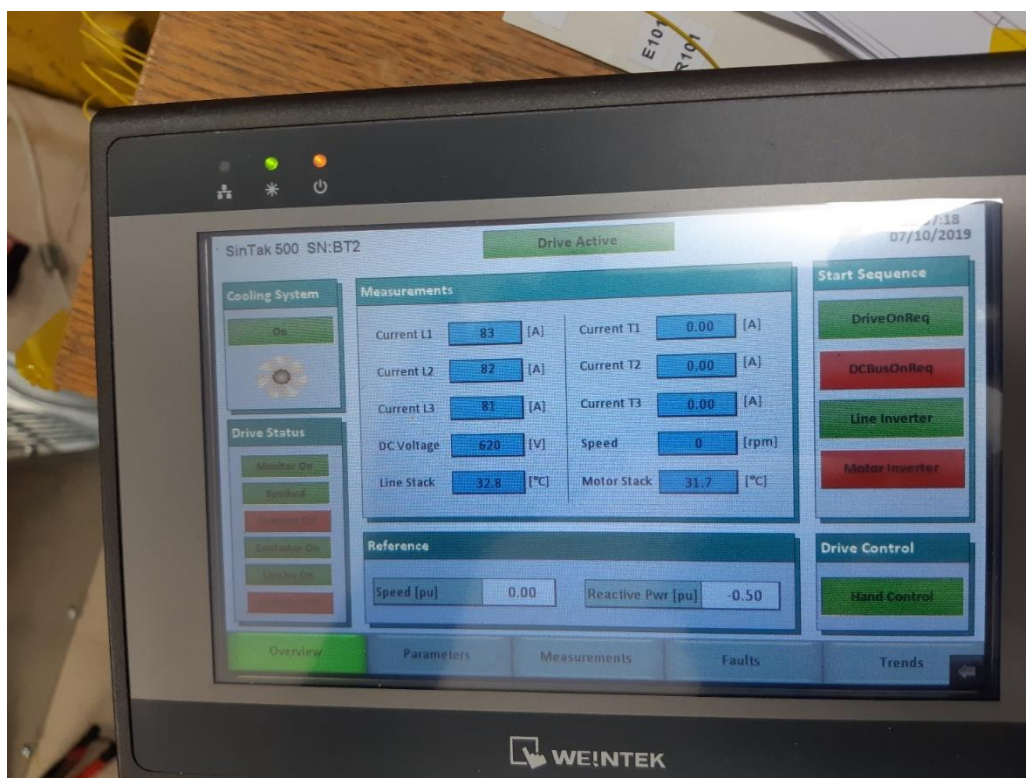 E101
R101
SinTak 500 SN:BT2
Drive Active
7:18
07/10/2019
Cooling System
On
Measurements
Current L1 83 [A] Current T1 0.00 [A]
Current L2 82 [A] Current T2 0.00 [A]
Current L3 81 [A] Current T3 0.00 [A]
DC Voltage 620 [V] Speed 0 [rpm]
Line Stack 32.8 [°C] Motor Stack 31.7 [°C]
Start Sequence
DriveOnReq
DCBusOnReq
Line Inverter
Motor Inverter
Drive Status
Monitor On
Synched
Contactor On
Reference
Speed [pu] 0.00 Reactive Pwr [pu] -0.50
Drive Control
Hand Control
Overview Parameters Measurements Faults Trends
WEINTEK